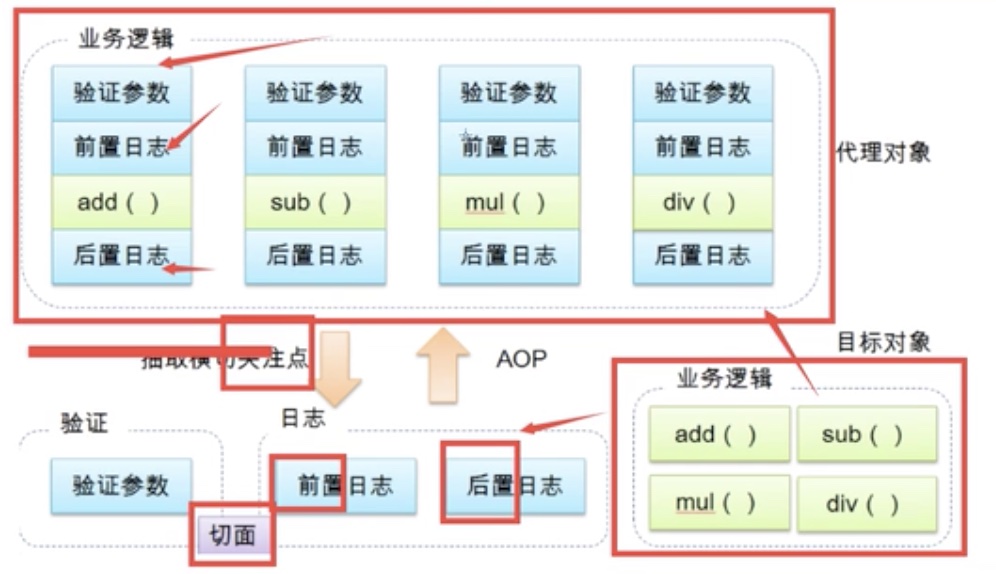 业务逻辑
验证参数 验证参数 验证参数 验证参数
前置日志 前置日志 前置日志 前置日志
代理对象
add ( ) sub ( ) mul ( ) div ( )
后置日志 后置日志 后置日志 后置日志
抽取横切关注点
AOP
目标对象
业务逻辑
add ( ) sub ( )
mul ( ) div ( )
验证
日志
验证参数 前置日志 后置日志
切面